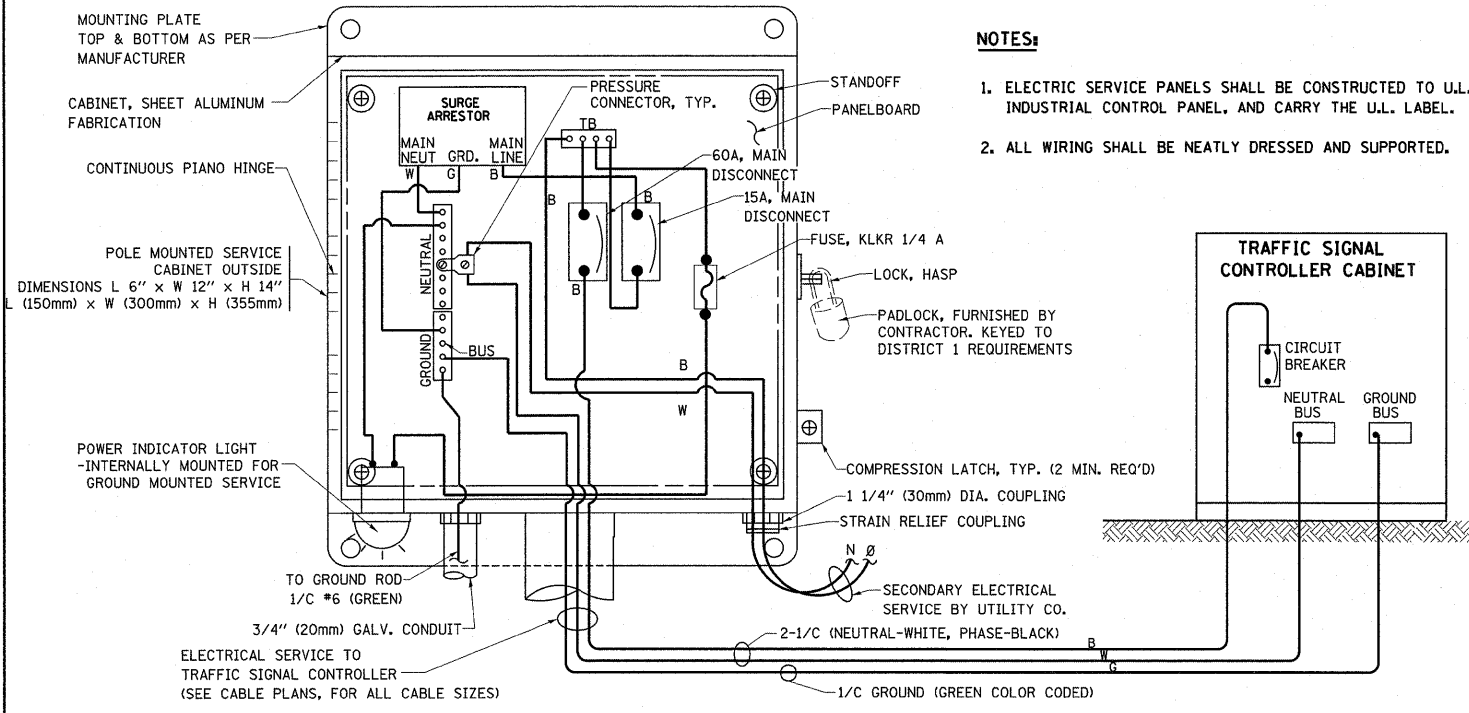 MOUNTING PLATE
TOP & BOTTOM AS PER
MANUFACTURER
CABINET, SHEET ALUMINUM
FABRICATION
CONTINUOUS PIANO HINGE
POLE MOUNTED SERVICE
CABINET OUTSIDE
DIMENSIONS L 6" x W 12" x H 14"
L (150mm) x W (300mm) x H (355mm)
POWER INDICATOR LIGHT
-INTERNALLY MOUNTED FOR
GROUND MOUNTED SERVICE
TO GROUND ROD
1/C #6 (GREEN)
3/4" (20mm) GALV. CONDUIT
ELECTRICAL SERVICE TO
TRAFFIC SIGNAL CONTROLLER
(SEE CABLE PLANS, FOR ALL CABLE SIZES)
SURGE
ARRESTOR
MAIN
NEUT
GRD.
MAIN
LINE
W
G
B
NEUTRAL
GROUND
BUS
PRESSURE
CONNECTOR, TYP.
TB
B
B
B
B
W
STANDOFF
PANELBOARD
60A, MAIN
DISCONNECT
15A, MAIN
DISCONNECT
FUSE, KLKR 1/4 A
LOCK, HASP
PADLOCK, FURNISHED BY
CONTRACTOR. KEYED TO
DISTRICT 1 REQUIREMENTS
COMPRESSION LATCH, TYP. (2 MIN. REQ'D)
1 1/4" (30mm) DIA. COUPLING
STRAIN RELIEF COUPLING
N Ø
SECONDARY ELECTRICAL
SERVICE BY UTILITY CO.
2-1/C (NEUTRAL-WHITE, PHASE-BLACK)
1/C GROUND (GREEN COLOR CODED)
B
W
G
NOTES:
1. ELECTRIC SERVICE PANELS SHALL BE CONSTRUCTED TO U.L.
INDUSTRIAL CONTROL PANEL, AND CARRY THE U.L. LABEL.
2. ALL WIRING SHALL BE NEATLY DRESSED AND SUPPORTED.
TRAFFIC SIGNAL
CONTROLLER CABINET
CIRCUIT
BREAKER
NEUTRAL
BUS
GROUND
BUS